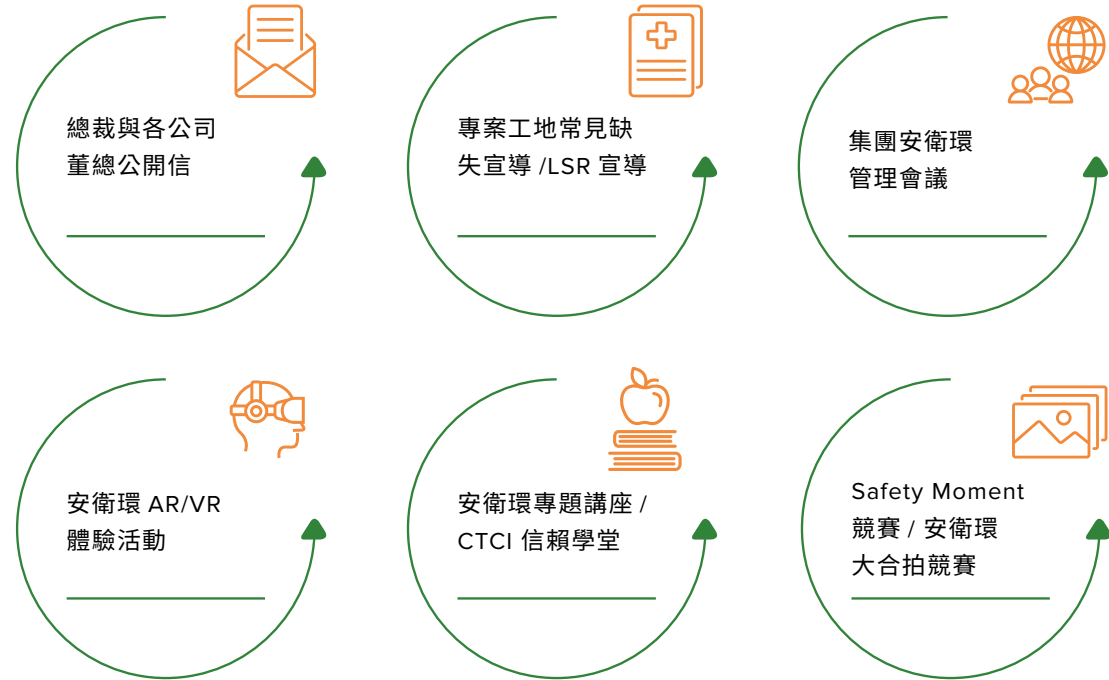 總裁與各公司
董總公開信
專案工地常見缺
失宣導 /LSR 宣導
集團安衛環
管理會議
安衛環 AR/VR
體驗活動
安衛環專題講座 /
CTCI 信賴學堂
Safety Moment
競賽 / 安衛環
大合拍競賽